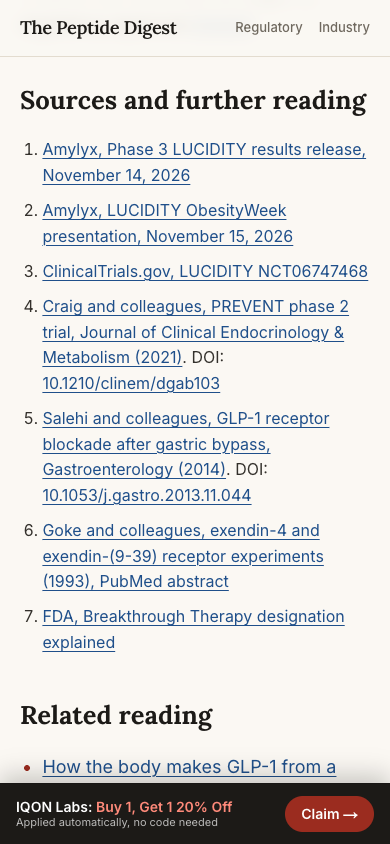 The Peptide Digest
Regulatory Industry
Sources and further reading
1. Amylyx, Phase 3 LUCIDITY results release,
November 14, 2026
2. Amylyx, LUCIDITY ObesityWeek
presentation, November 15, 2026
3. ClinicalTrials.gov, LUCIDITY NCT06747468
4. Craig and colleagues, PREVENT phase 2
trial, Journal of Clinical Endocrinology &
Metabolism (2021). DOI:
10.1210/clinem/dgab103
5. Salehi and colleagues, GLP-1 receptor
blockade after gastric bypass,
Gastroenterology (2014). DOI:
10.1053/j.gastro.2013.11.044
6. Goke and colleagues, exendin-4 and
exendin-(9-39) receptor experiments
(1993), PubMed abstract
7. FDA, Breakthrough Therapy designation
explained
Related reading
• How the body makes GLP-1 from a
IQON Labs: Buy 1, Get 1 20% Off
Applied automatically, no code needed
Claim →